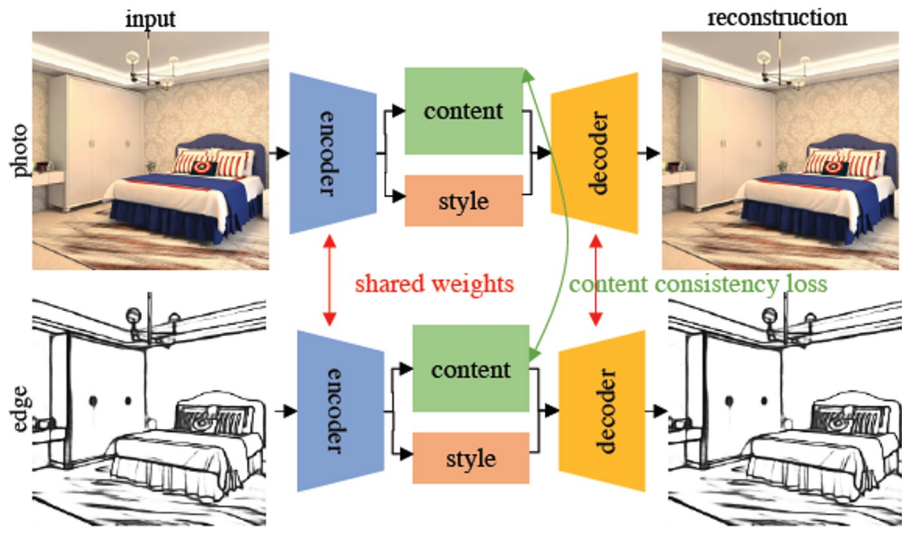 input
reconstruction
photo
encoder
content
style
decoder
shared weights
content consistency loss
edge
encoder
content
style
decoder